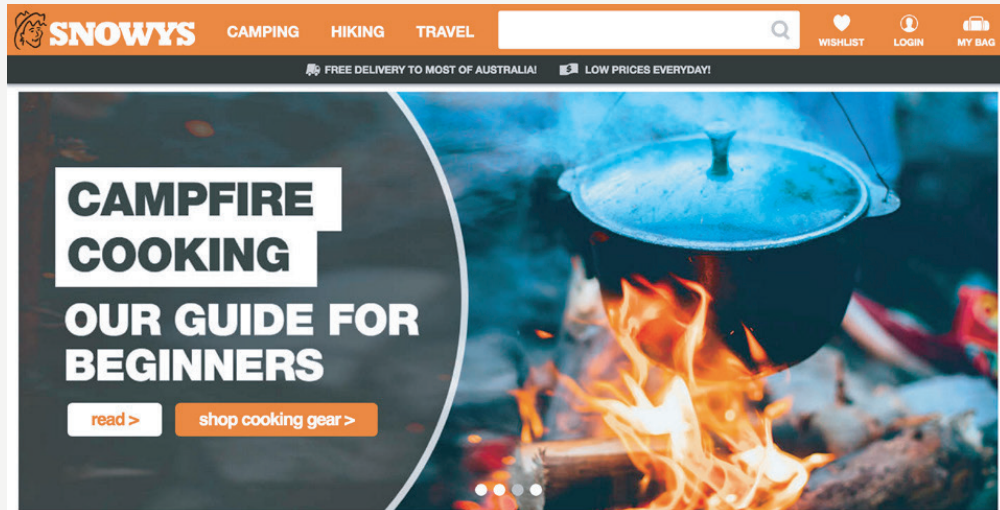 SNOWYS
CAMPING
HIKING
TRAVEL
WISHLIST
LOGIN
MY BAG
FREE DELIVERY TO MOST OF AUSTRALIA!
LOW PRICES EVERYDAY!
CAMPFIRE
COOKING
OUR GUIDE FOR
BEGINNERS
read >
shop cooking gear >